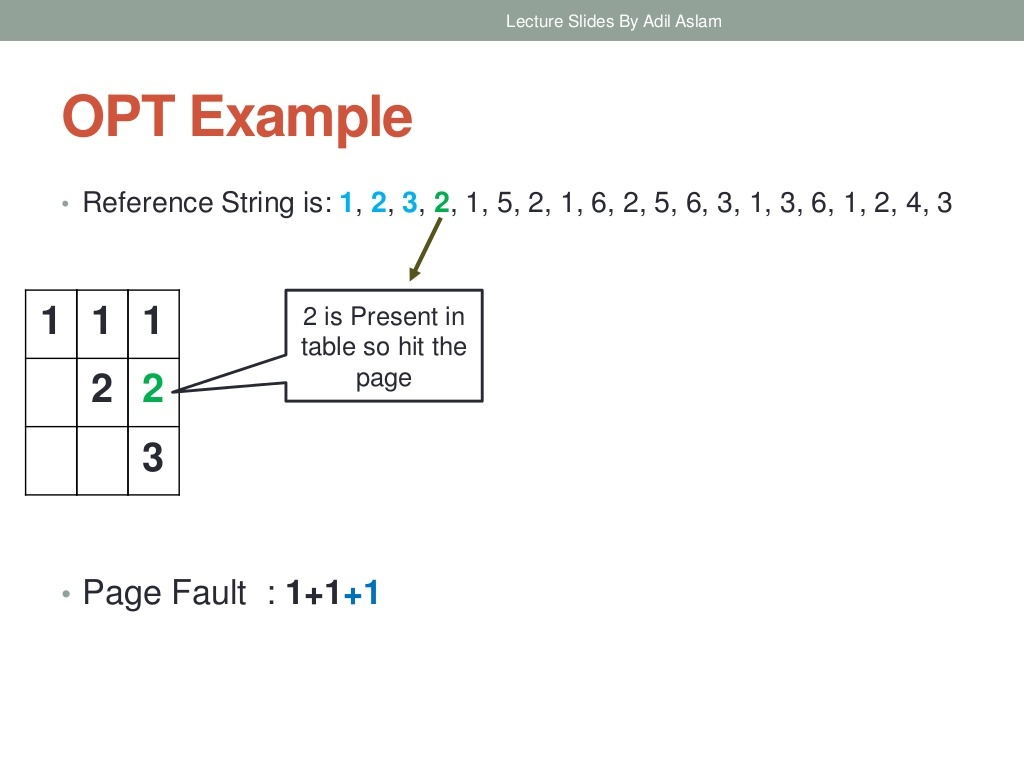 Lecture Slides By Adil Aslam
OPT Example
• Reference String is: 1, 2, 3, 2, 1, 5, 2, 1, 6, 2, 5, 6, 3, 1, 3, 6, 1, 2, 4, 3
1 1 1
2 2
3
2 is Present in
table so hit the
page
• Page Fault : 1+1+1